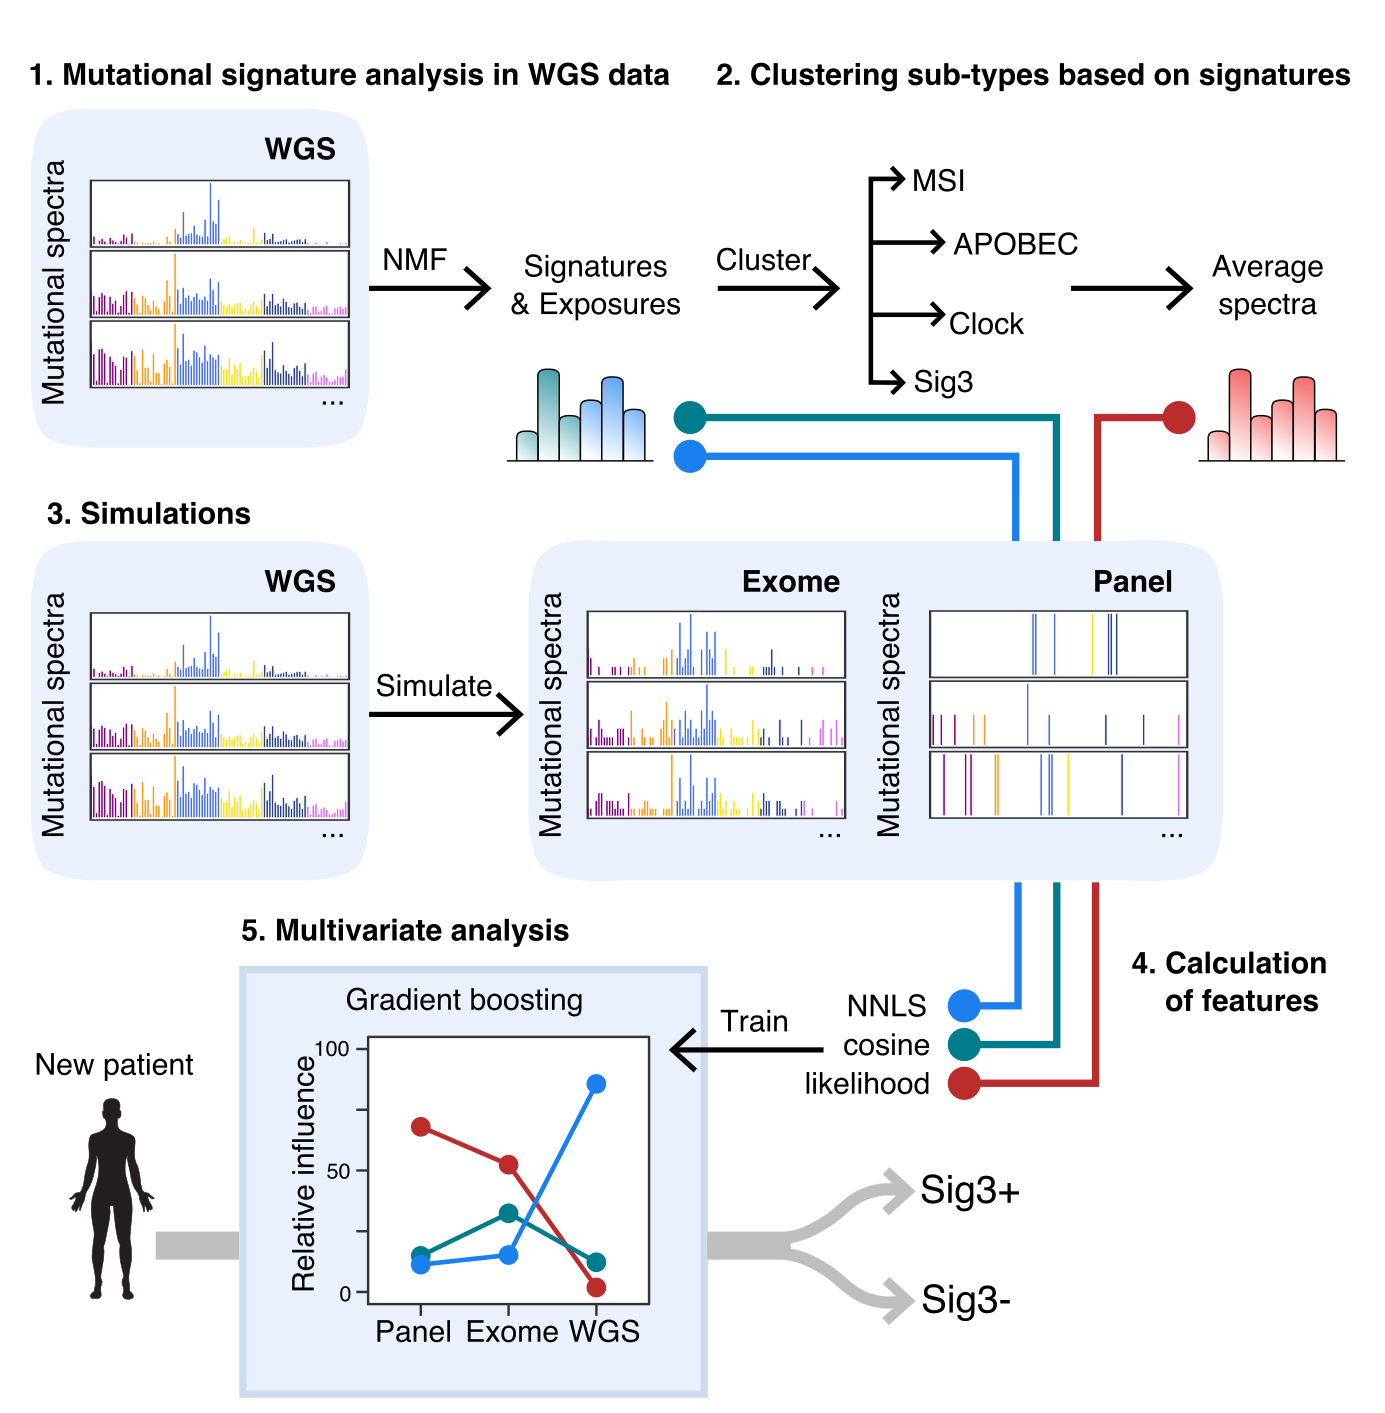 1. Mutational signature analysis in WGS data
2. Clustering sub-types based on signatures
WGS
Mutational spectra
...
NMF
Signatures
& Exposures
Cluster
MSI
APOBEC
Clock
Sig3
Average
spectra
3. Simulations
WGS
Mutational spectra
...
Simulate
Exome
Mutational spectra
...
Panel
Mutational spectra
...
4. Calculation
of features
NNLS
cosine
likelihood
Train
5. Multivariate analysis
Gradient boosting
Relative influence
100
50
0
Panel Exome WGS
New patient
Sig3+
Sig3-